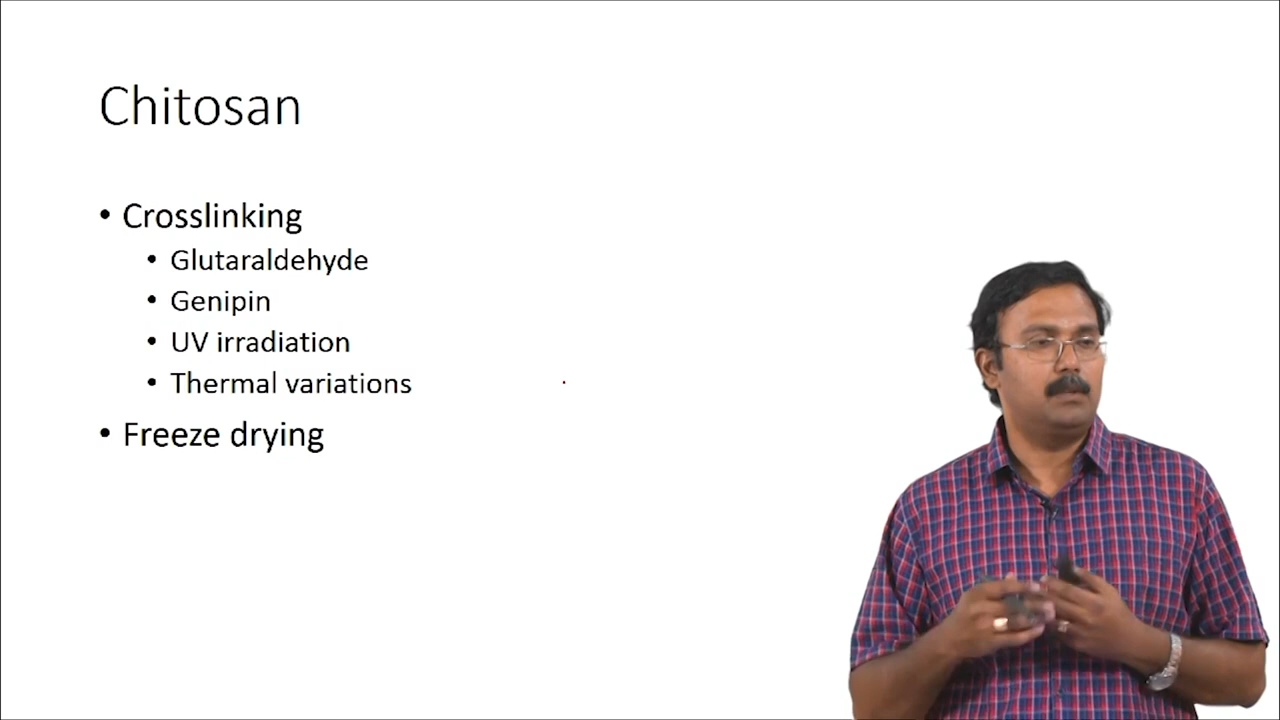 Chitosan
• Crosslinking
• Glutaraldehyde
• Genipin
• UV irradiation
• Thermal variations
• Freeze drying